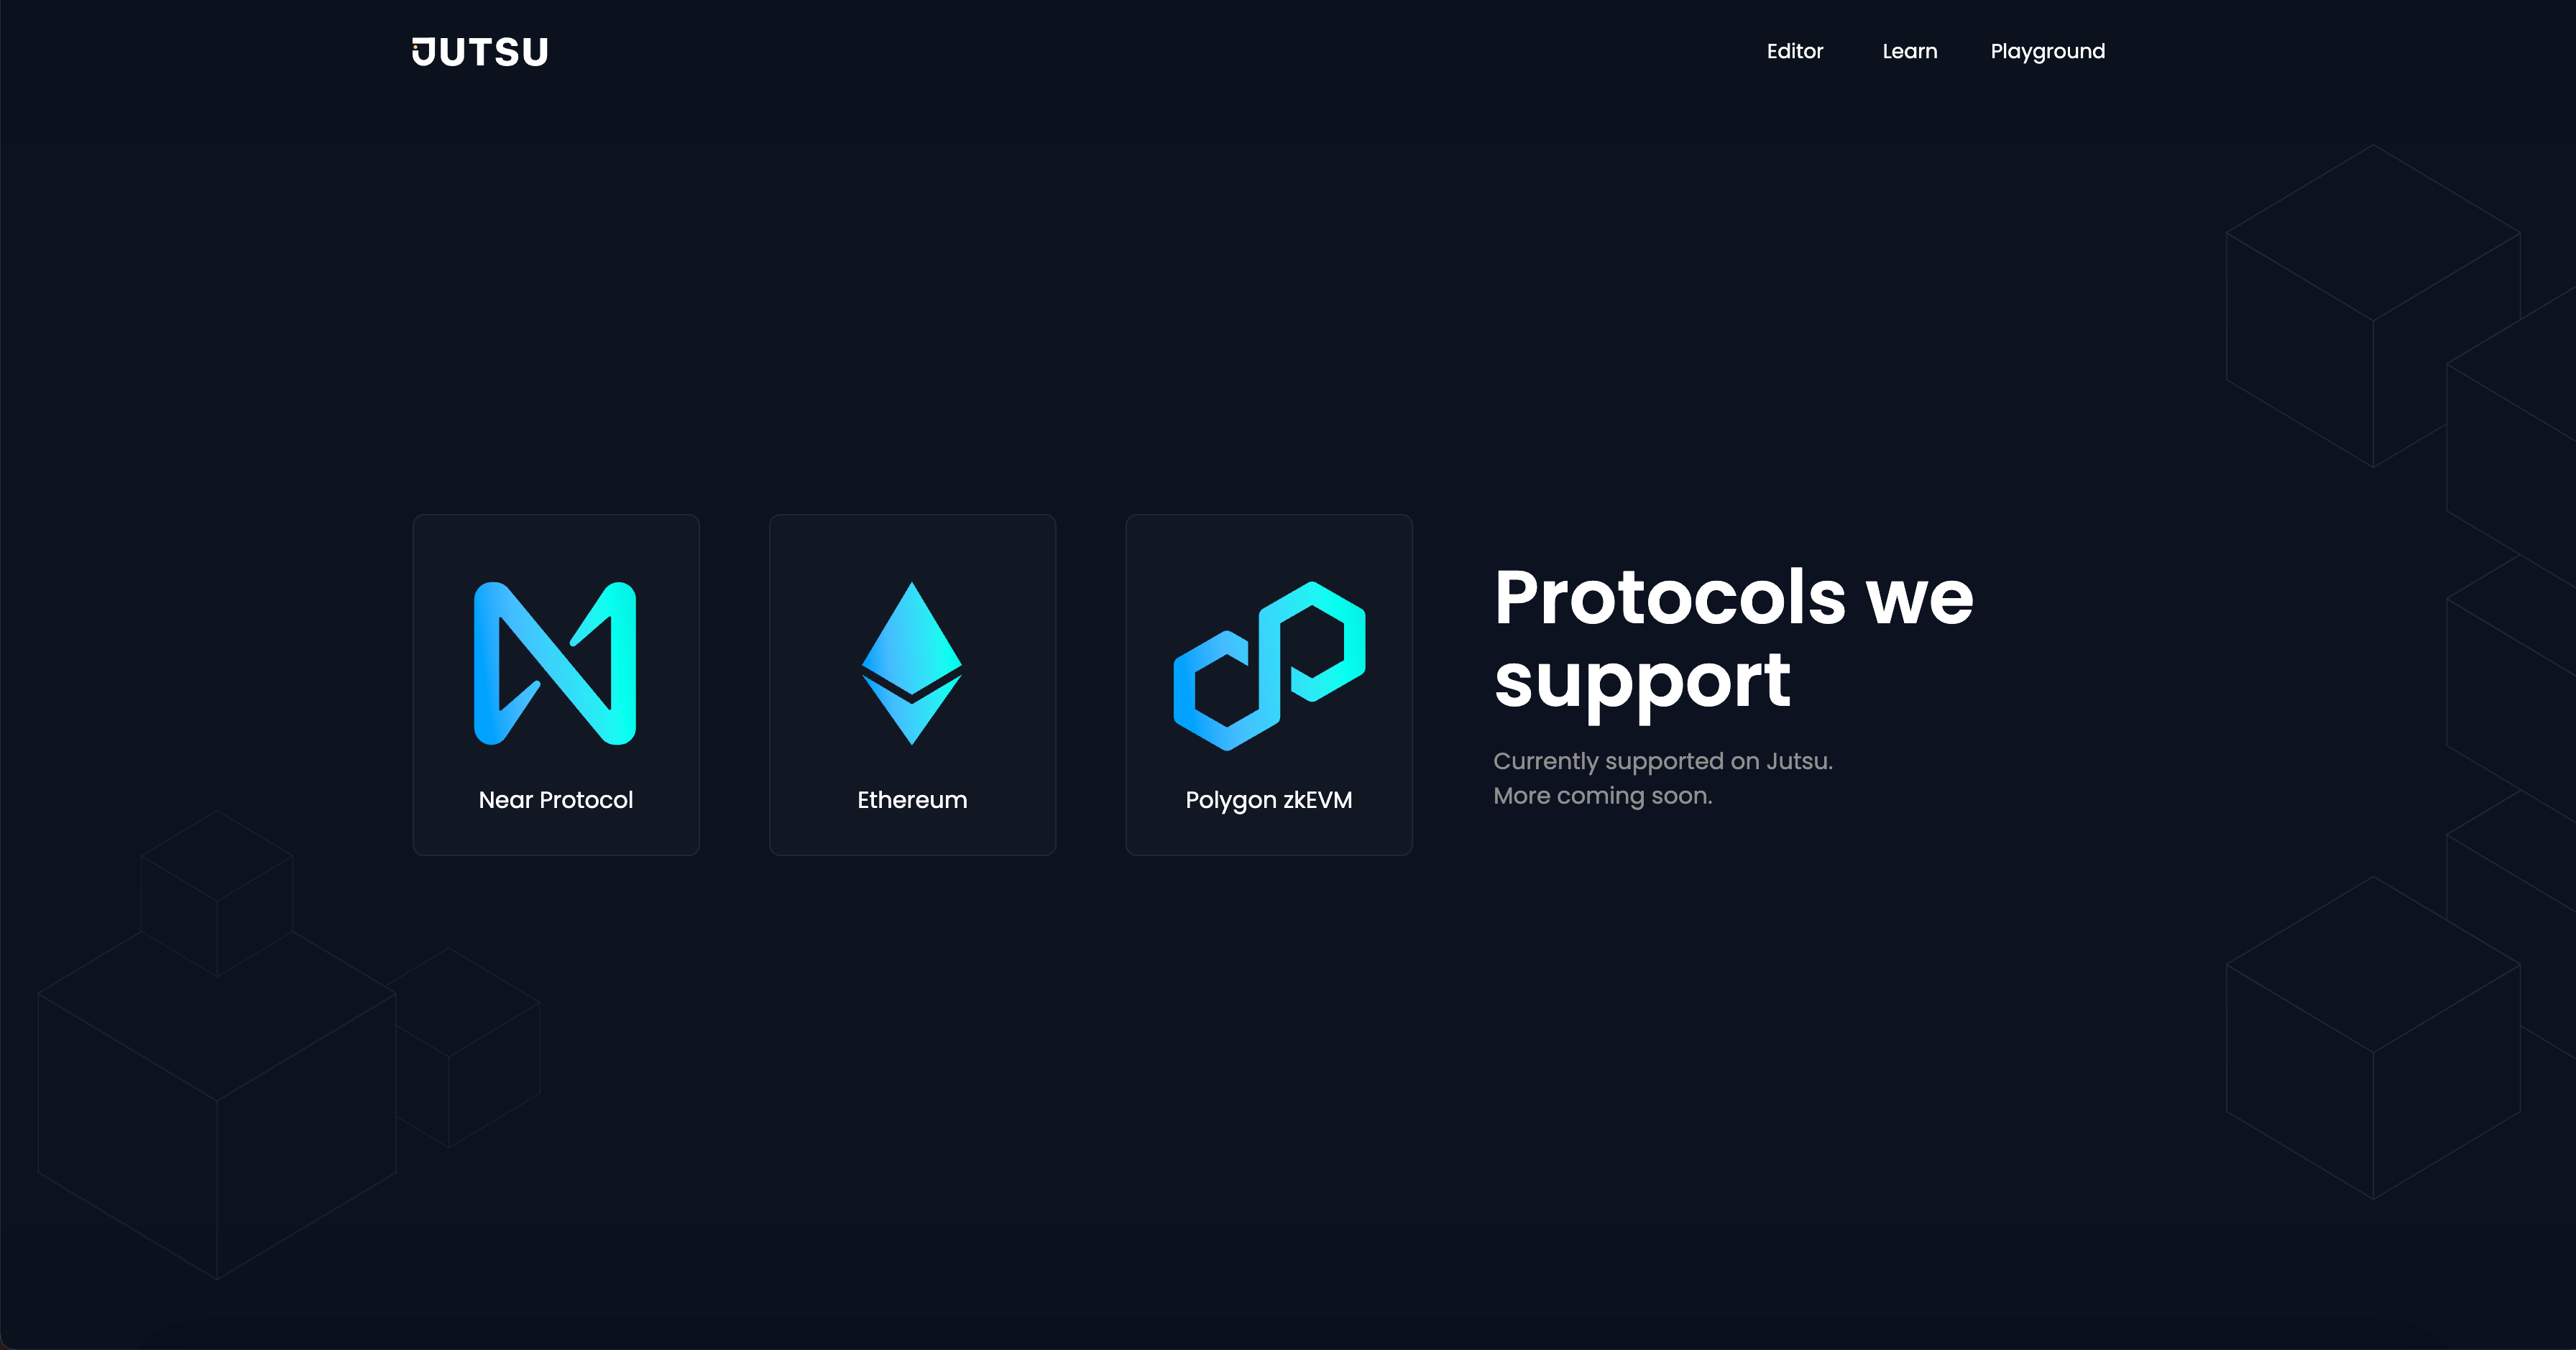 JUTSU
Editor Learn Playground
Near Protocol
Ethereum
Polygon zkEVM
Protocols we
support
Currently supported on Jutsu.
More coming soon.